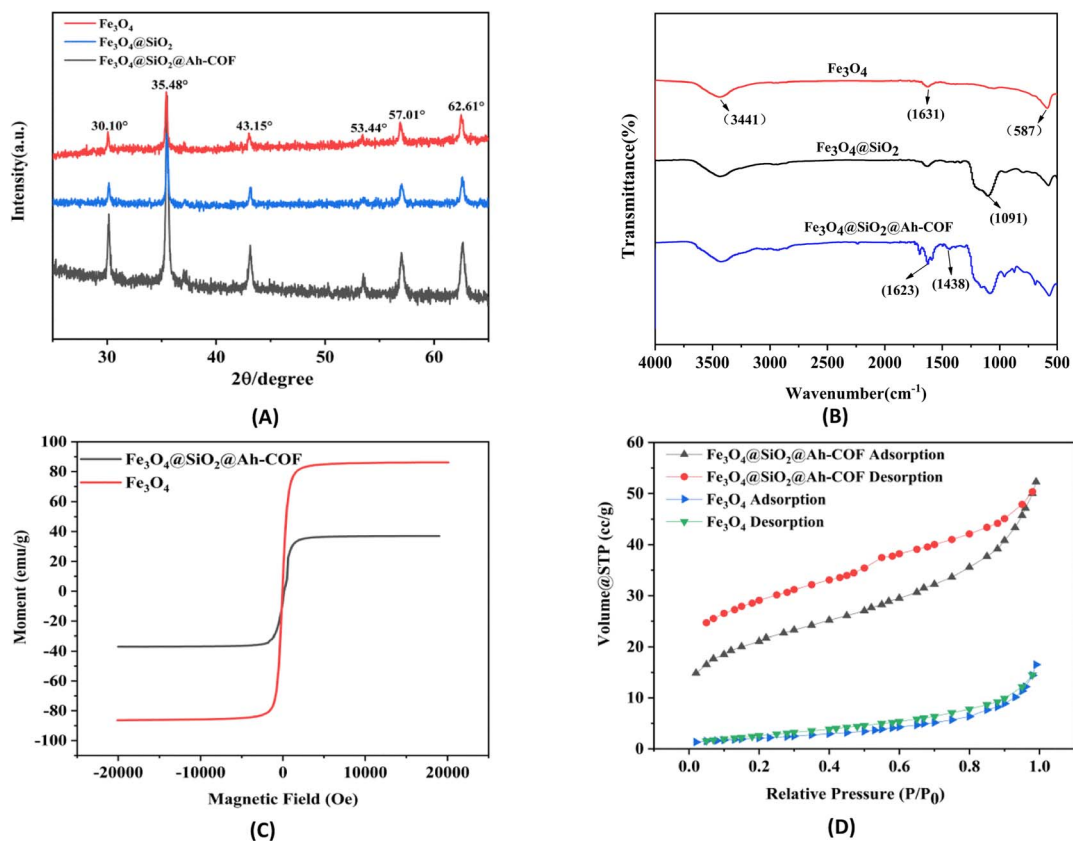 Fe₃O₄
Fe₃O₄@SiO₂
Fe₃O₄@SiO₂@Ah-COF
30.10°
35.48°
43.15°
53.44°
57.01°
62.61°
Intensity(a.u.)
30 40 50 60
2θ/degree
(A)
Fe₃O₄
(3441)
(1631)
(587)
Fe₃O₄@SiO₂
(1091)
Fe₃O₄@SiO₂@Ah-COF
(1623)
(1438)
Transmittance(%)
4000 3500 3000 2500 2000 1500 1000 500
Wavenumber(cm⁻¹)
(B)
Fe₃O₄@SiO₂@Ah-COF
Fe₃O₄
100
80
60
40
20
0
-20
-40
-60
-80
-100
Moment (emu/g)
-20000 -10000 0 10000 20000
Magnetic Field (Oe)
(C)
Fe₃O₄@SiO₂@Ah-COF Adsorption
Fe₃O₄@SiO₂@Ah-COF Desorption
Fe₃O₄ Adsorption
Fe₃O₄ Desorption
60
50
40
30
20
10
0
Volume@STP (cc/g)
0.0 0.2 0.4 0.6 0.8 1.0
Relative Pressure (P/P₀)
(D)